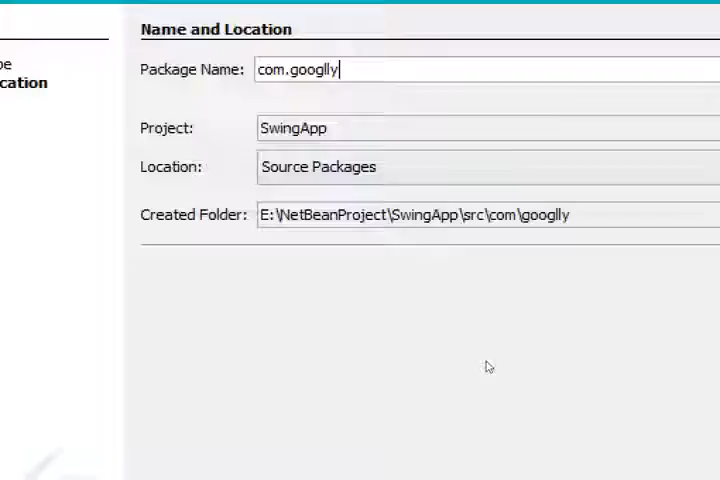 Name and Location
pe
cation
Package Name: com.googlly
Project: SwingApp
Location: Source Packages
Created Folder: E:\NetBeanProject\SwingApp\src\com\googlly